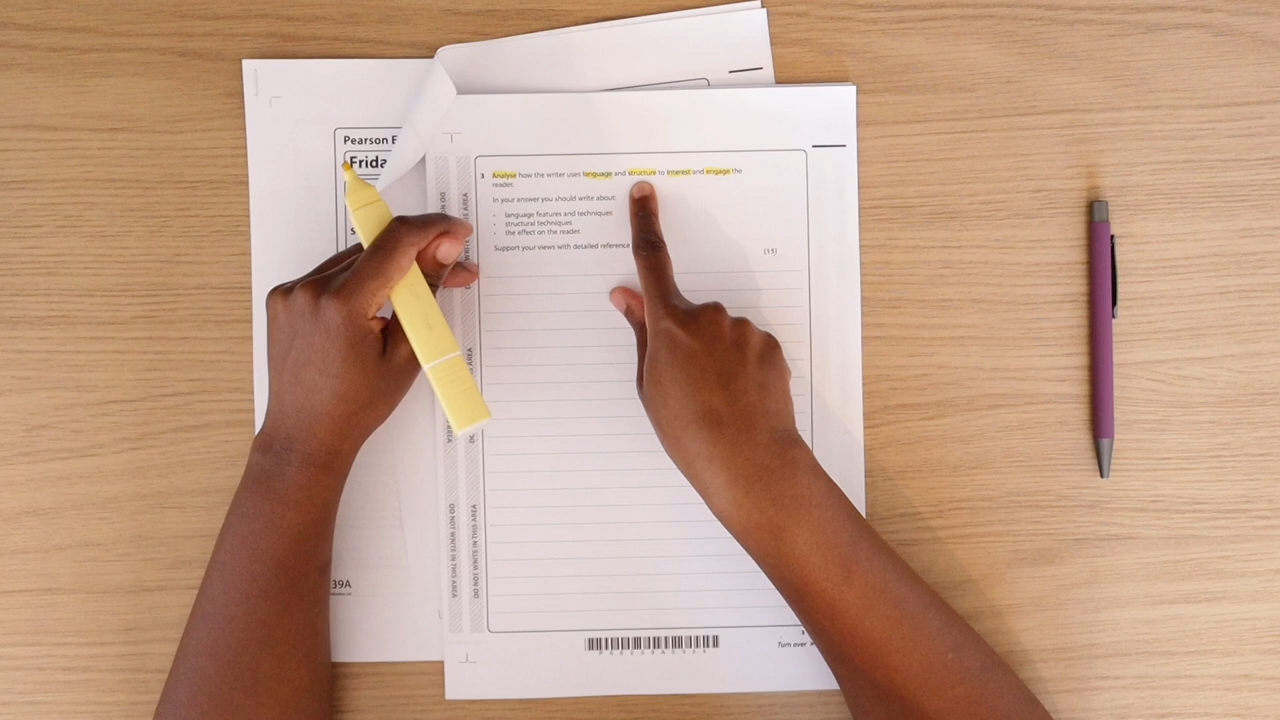 Pearson E
Frida
3 Analyse how the writer uses language and structure to interest and engage the
reader.
In your answer you should write about:
• language features and techniques
• structural techniques
• the effect on the reader.
Support your views with detailed reference
(15)
DO NOT WRITE IN THIS AREA
DO NOT WRITE IN THIS AREA
39A
3
Turn over